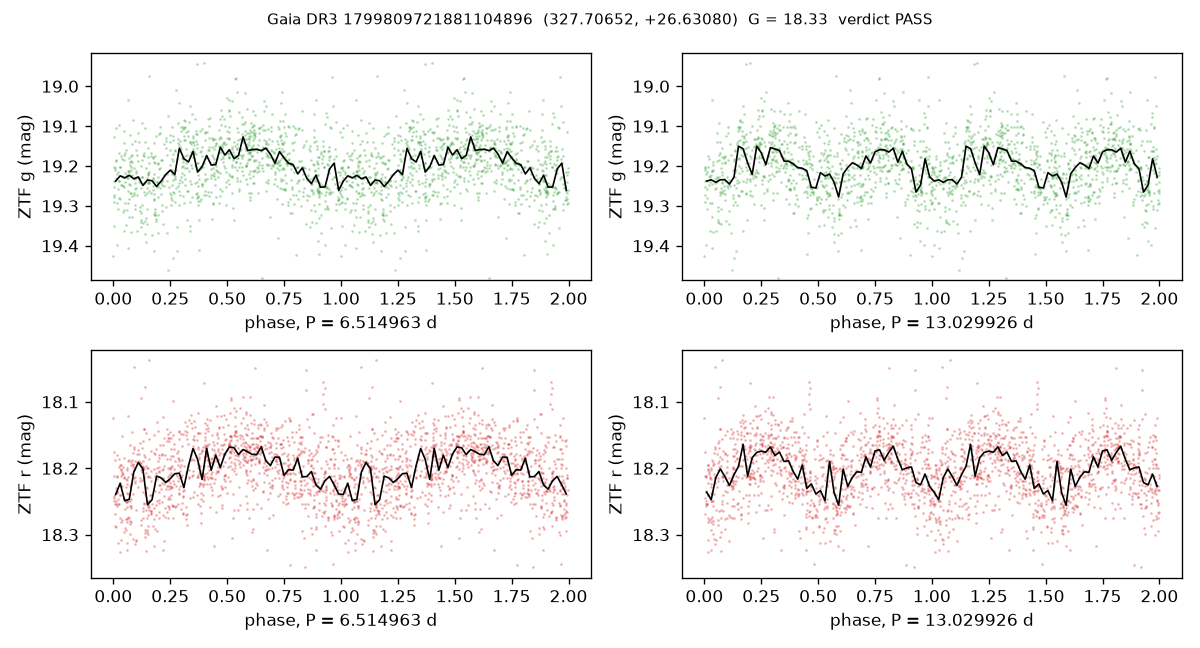 Gaia DR3 1799809721881104896  (327.70652, +26.63080)  G = 18.33  verdict PASS
ZTF g (mag)
19.0
19.1
19.2
19.3
19.4
0.00 0.25 0.50 0.75 1.00 1.25 1.50 1.75 2.00
phase, P = 6.514963 d
ZTF g (mag)
19.0
19.1
19.2
19.3
19.4
0.00 0.25 0.50 0.75 1.00 1.25 1.50 1.75 2.00
phase, P = 13.029926 d
ZTF r (mag)
18.1
18.2
18.3
0.00 0.25 0.50 0.75 1.00 1.25 1.50 1.75 2.00
phase, P = 6.514963 d
ZTF r (mag)
18.1
18.2
18.3
0.00 0.25 0.50 0.75 1.00 1.25 1.50 1.75 2.00
phase, P = 13.029926 d